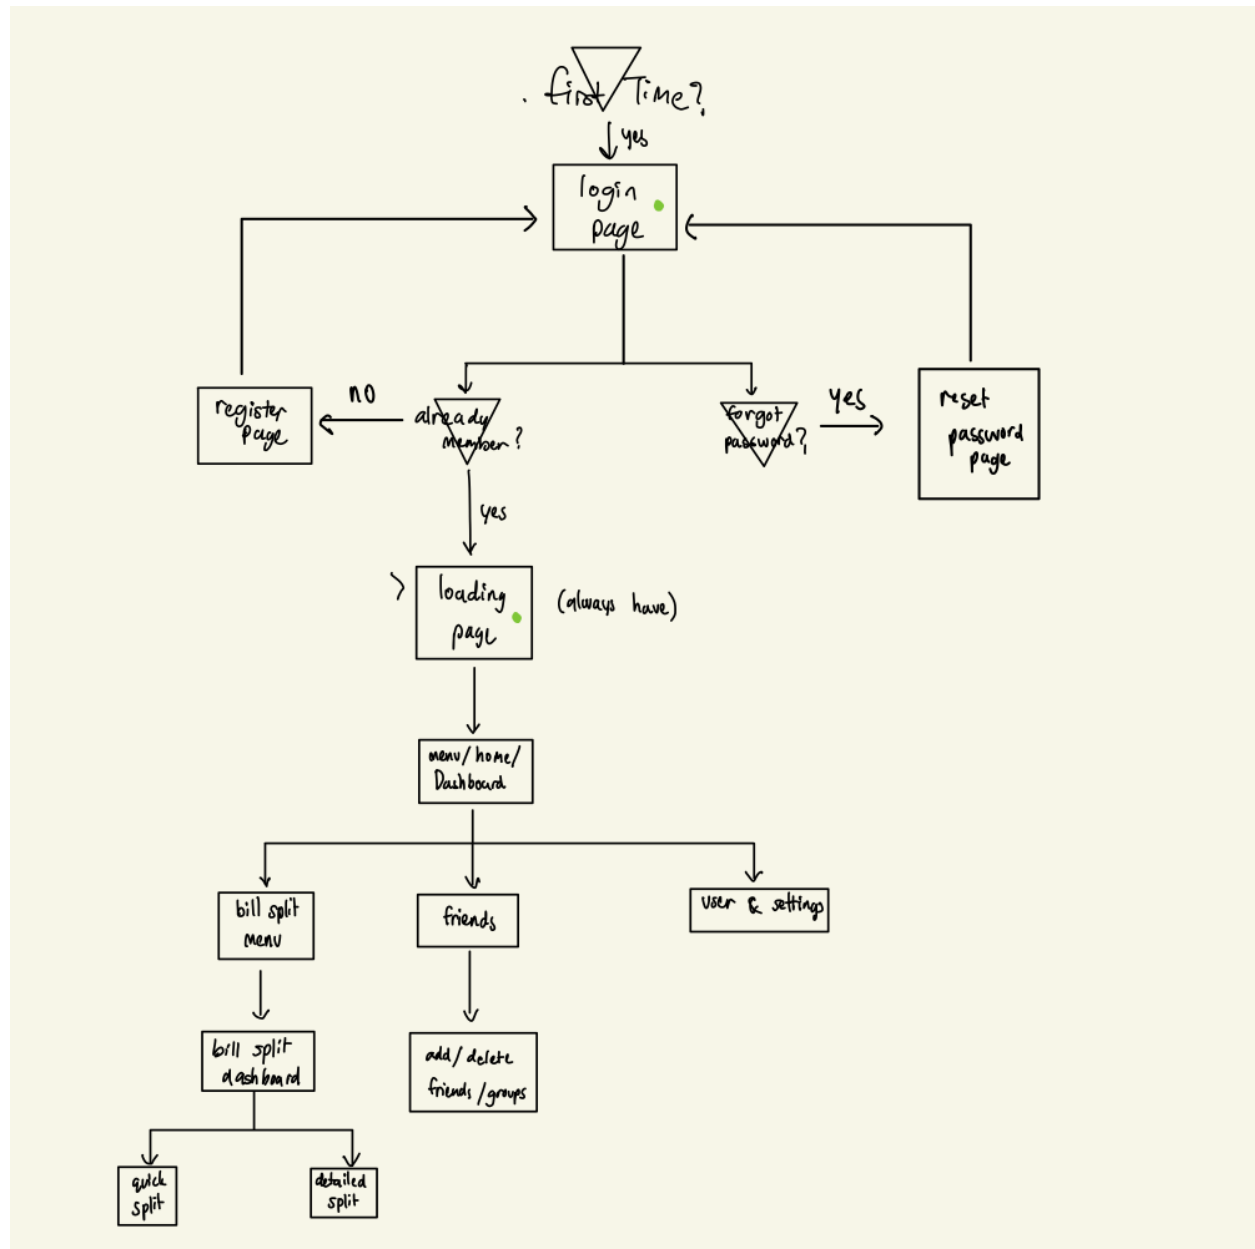 . first Time?
yes
login
page
no
register
page
already
member?
forgot
password?
yes
reset
password
page
yes
loading
page
(always have)
menu/home/
Dashboard
bill split
menu
friends
user & settings
bill split
dashboard
add/delete
friends/groups
quick
split
detailed
split